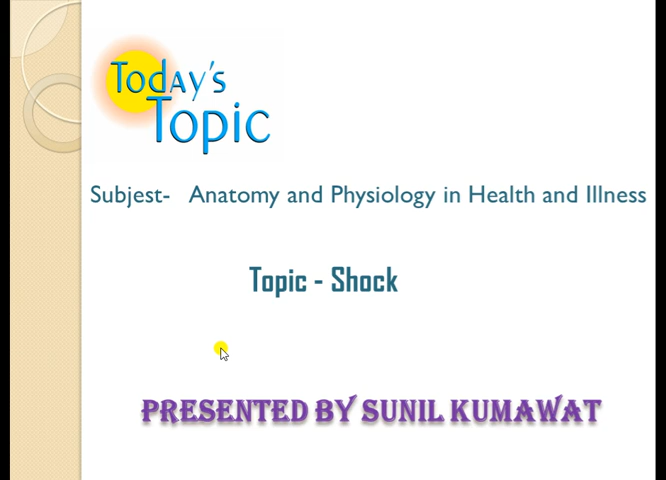 Today's
Topic
Subjest- Anatomy and Physiology in Health and Illness
Topic - Shock
PRESENTED BY SUNIL KUMAWAT